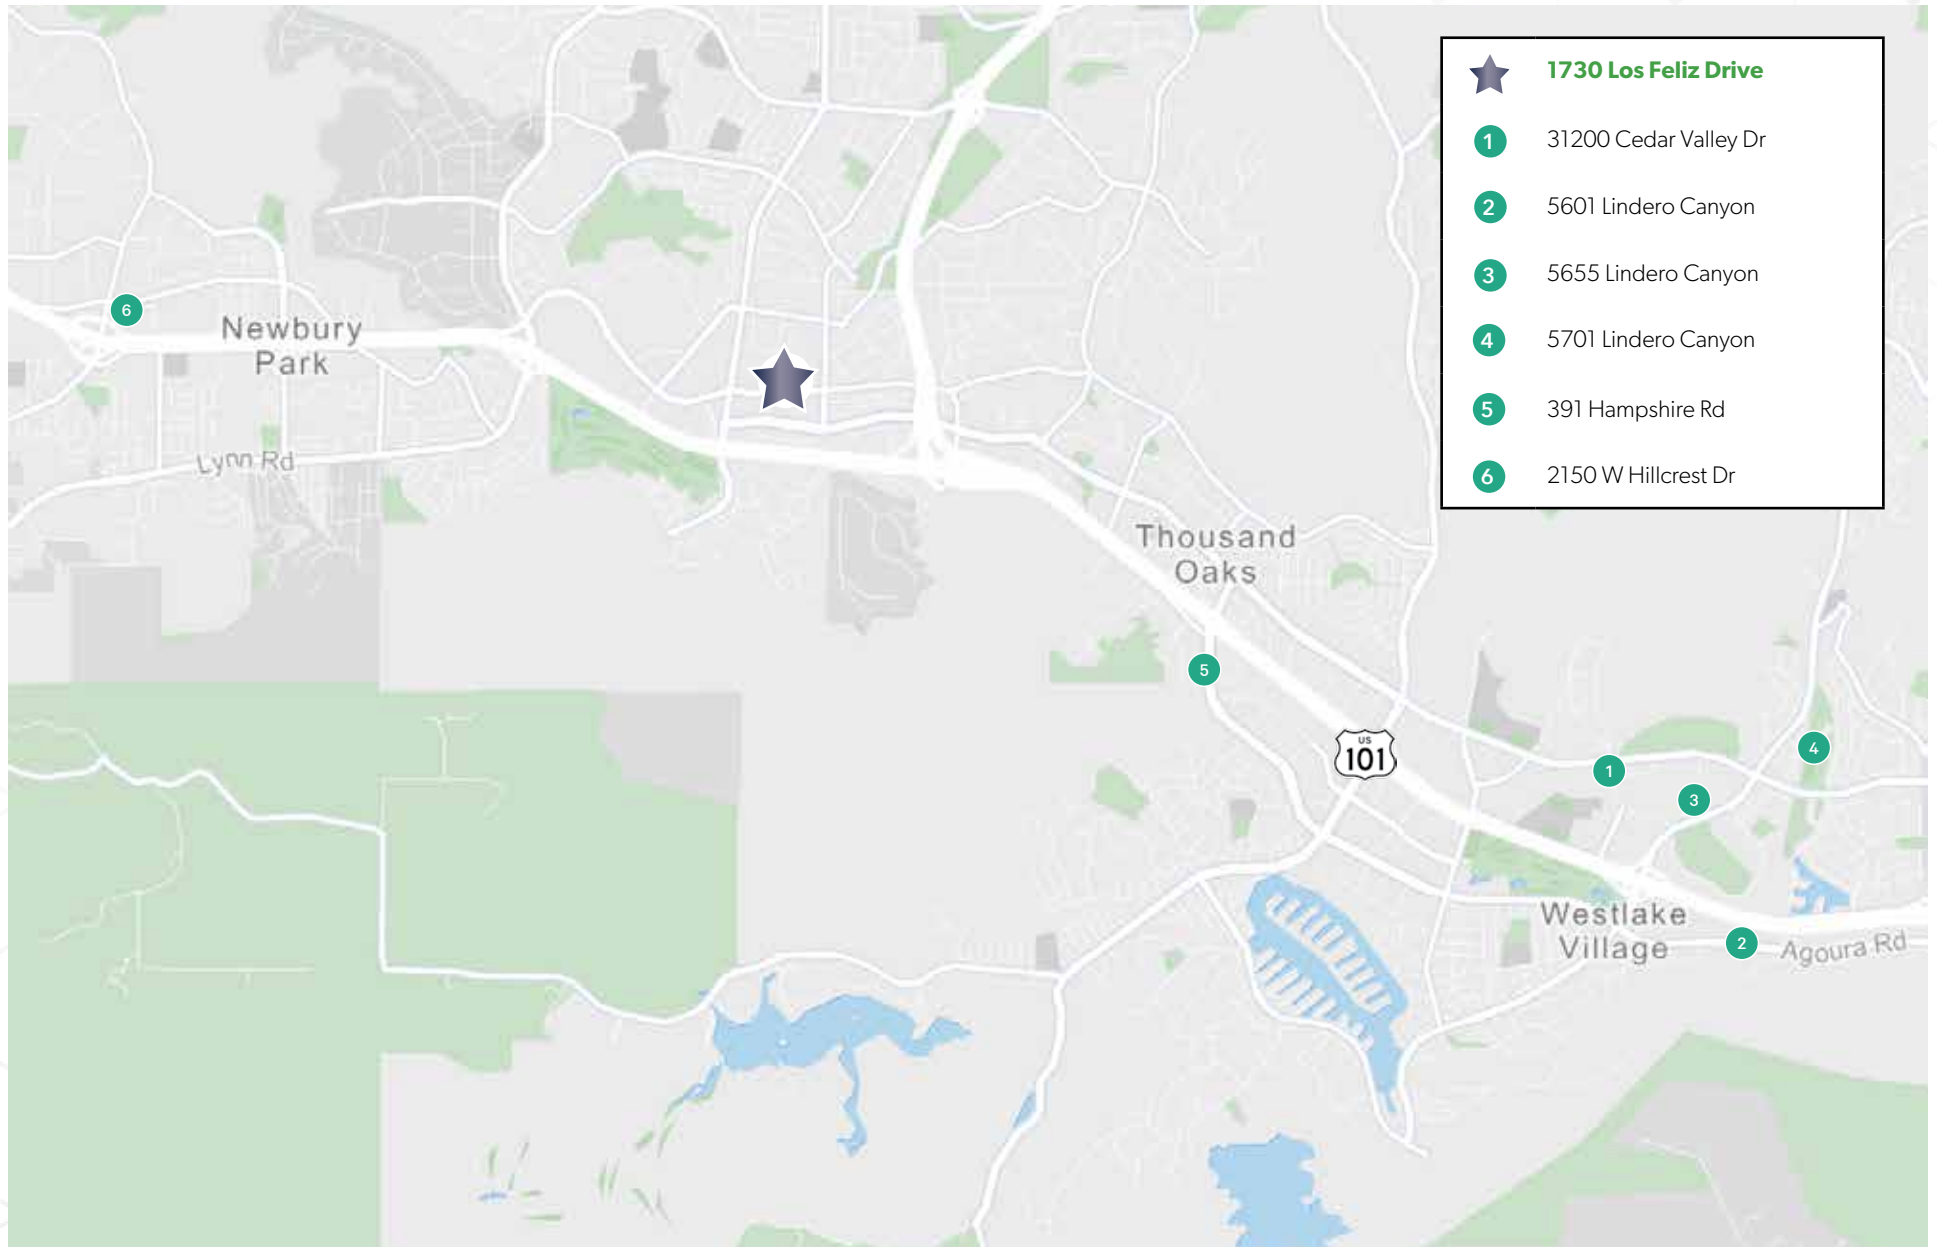 1730 Los Feliz Drive
1 31200 Cedar Valley Dr
2 5601 Lindero Canyon
3 5655 Lindero Canyon
4 5701 Lindero Canyon
5 391 Hampshire Rd
6 2150 W Hillcrest Dr
6
Newbury
Park
Lynn Rd
Thousand
Oaks
5
US
101
4
1
3
Westlake
Village
2
Agoura Rd